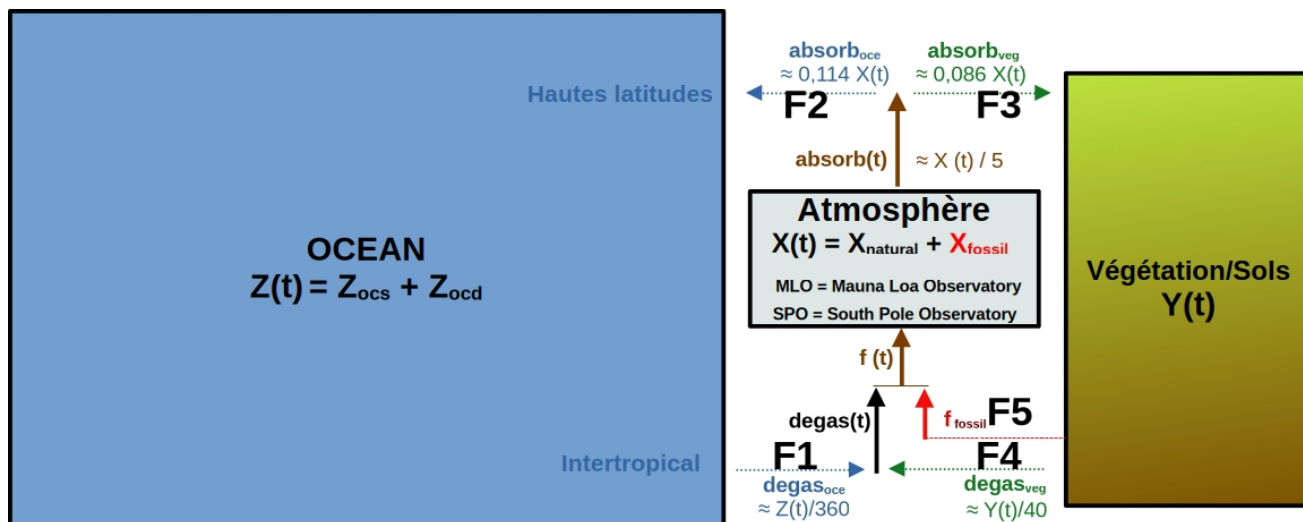 absorb_oce
≈ 0,114 X(t)
F2
absorb_veg
≈ 0,086 X(t)
F3
Hautes latitudes
absorb(t) ≈ X (t) / 5
Atmosphère
X(t) = X_natural + X_fossil
MLO = Mauna Loa Observatory
SPO = South Pole Observatory
OCEAN
Z(t) = Z_ocs + Z_ocd
Végétation/Sols
Y(t)
f (t)
degas(t)
f_fossil F5
Intertropical
F1
degas_oce
≈ Z(t)/360
F4
degas_veg
≈ Y(t)/40